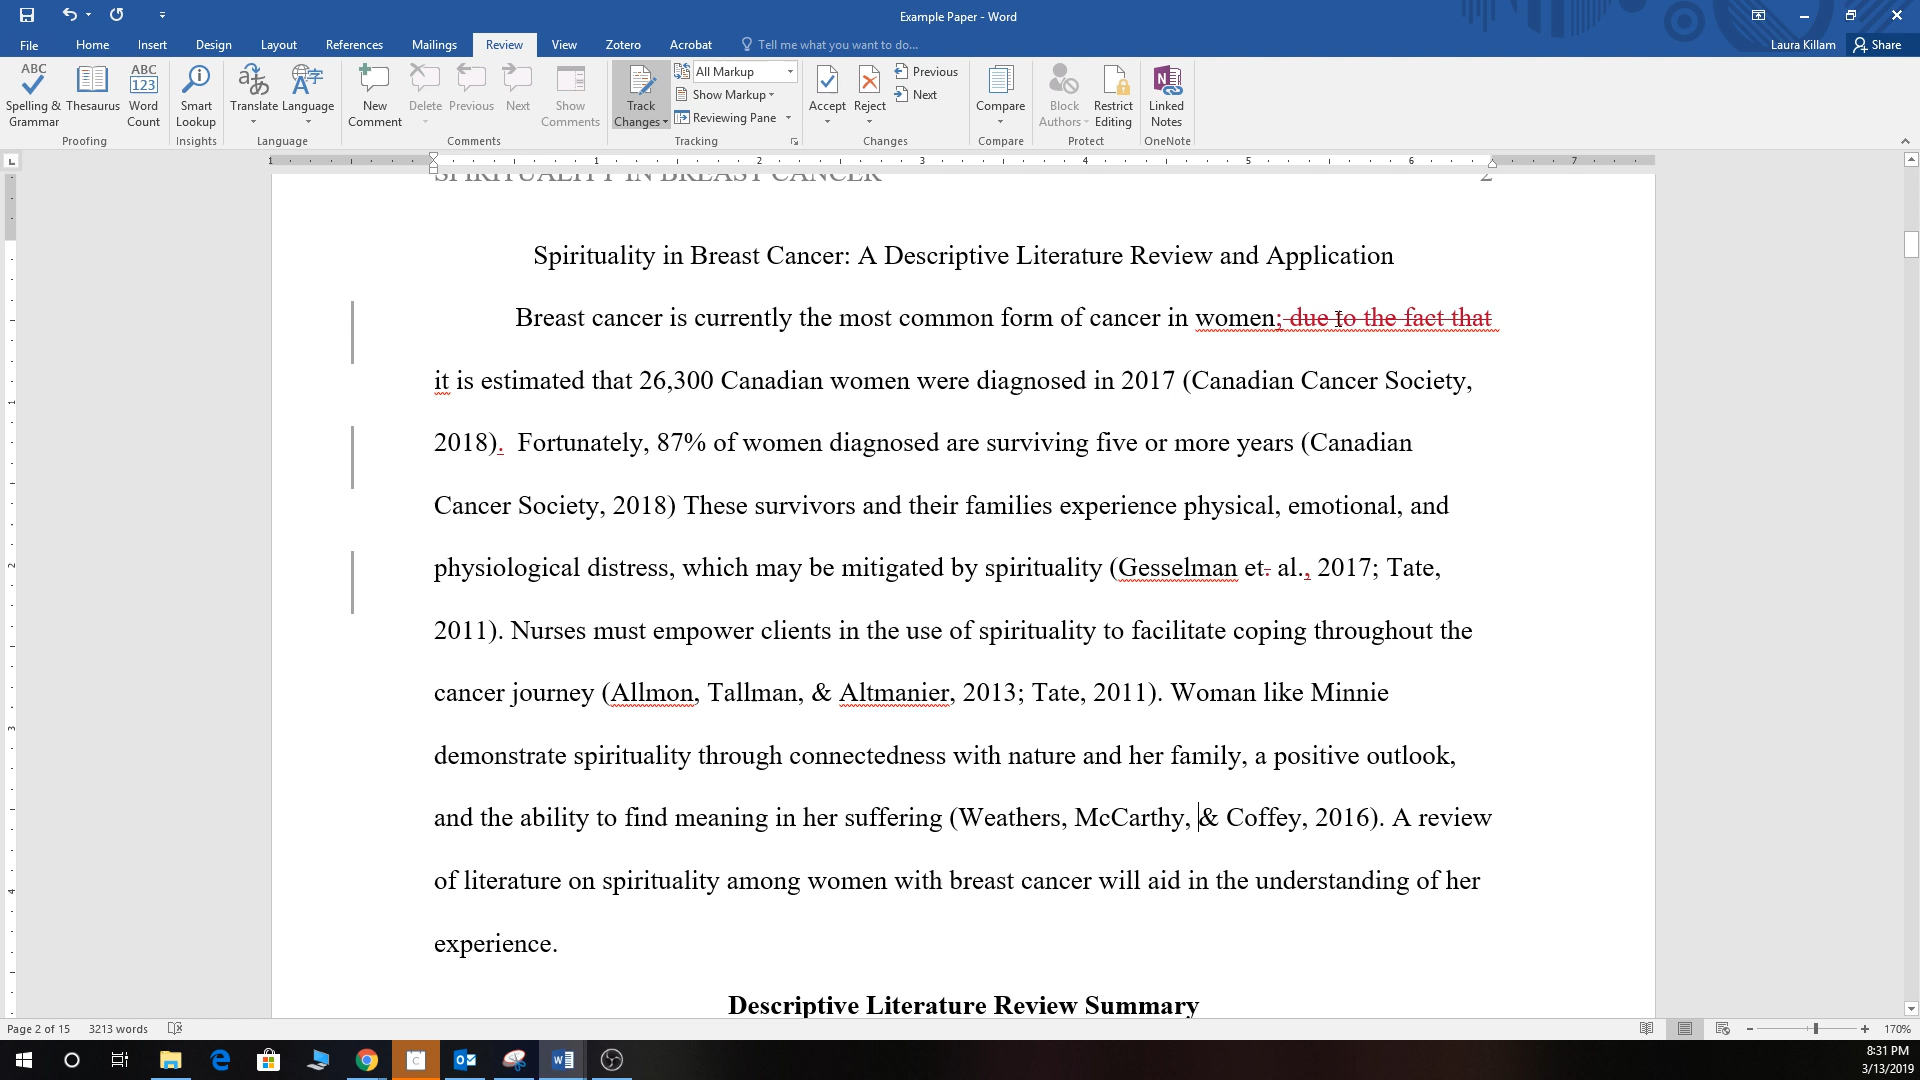 Example Paper - Word
Laura Killam
Share
File Home Insert Design Layout References Mailings Review View Zotero Acrobat Tell me what you want to do...
ABC
Spelling & Grammar
Thesaurus
ABC 123
Word Count
Smart Lookup
Translate
Language
New Comment
Delete
Previous
Next
Show Comments
Track Changes
All Markup
Show Markup
Reviewing Pane
Accept
Reject
Previous
Next
Compare
Block Authors
Restrict Editing
Linked Notes
Proofing Insights Language Comments Tracking Changes Compare Protect OneNote
1 1 2 3 4 5 6 7
SPIRITUALITY IN BREAST CANCER 2
Spirituality in Breast Cancer: A Descriptive Literature Review and Application
Breast cancer is currently the most common form of cancer in women; due to the fact that
it is estimated that 26,300 Canadian women were diagnosed in 2017 (Canadian Cancer Society,
2018).  Fortunately, 87% of women diagnosed are surviving five or more years (Canadian
Cancer Society, 2018) These survivors and their families experience physical, emotional, and
physiological distress, which may be mitigated by spirituality (Gesselman et. al., 2017; Tate,
2011). Nurses must empower clients in the use of spirituality to facilitate coping throughout the
cancer journey (Allmon, Tallman, & Altmanier, 2013; Tate, 2011). Woman like Minnie
demonstrate spirituality through connectedness with nature and her family, a positive outlook,
and the ability to find meaning in her suffering (Weathers, McCarthy, & Coffey, 2016). A review
of literature on spirituality among women with breast cancer will aid in the understanding of her
experience.
Descriptive Literature Review Summary
1
2
3
4
Page 2 of 15 3213 words
170%
8:31 PM
3/13/2019